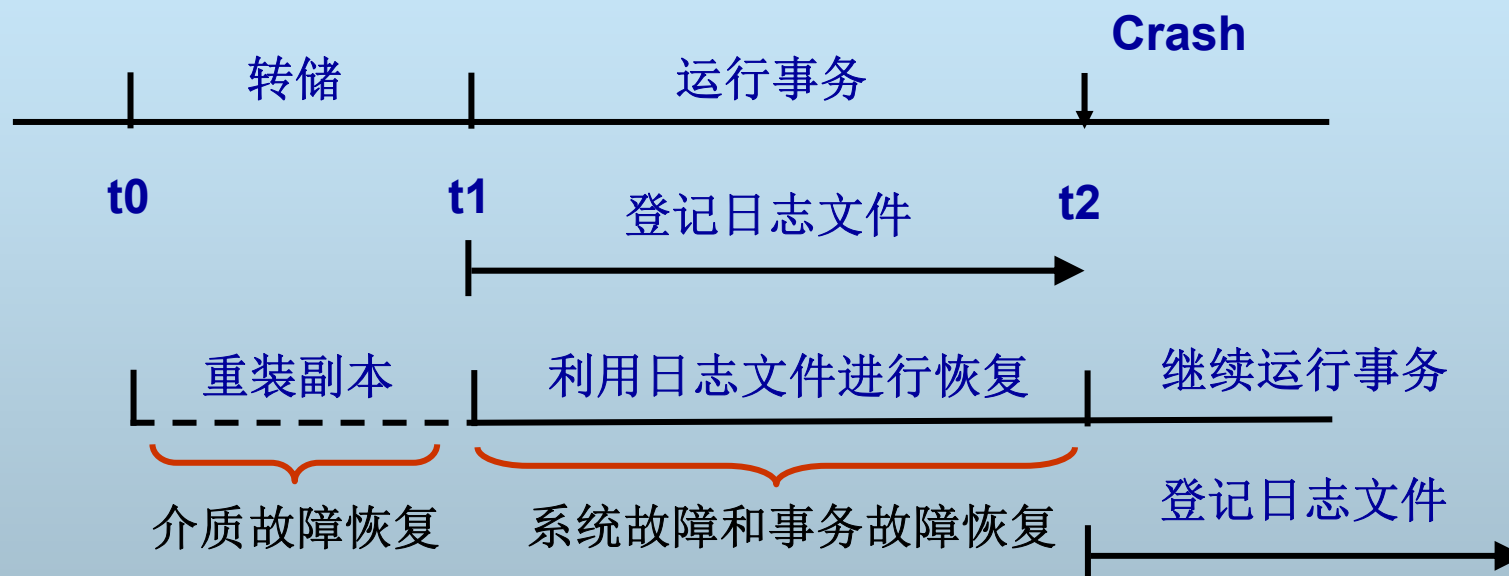 Crash
转储
运行事务
t0
t1
登记日志文件
t2
重装副本
利用日志文件进行恢复
继续运行事务
介质故障恢复
系统故障和事务故障恢复
登记日志文件